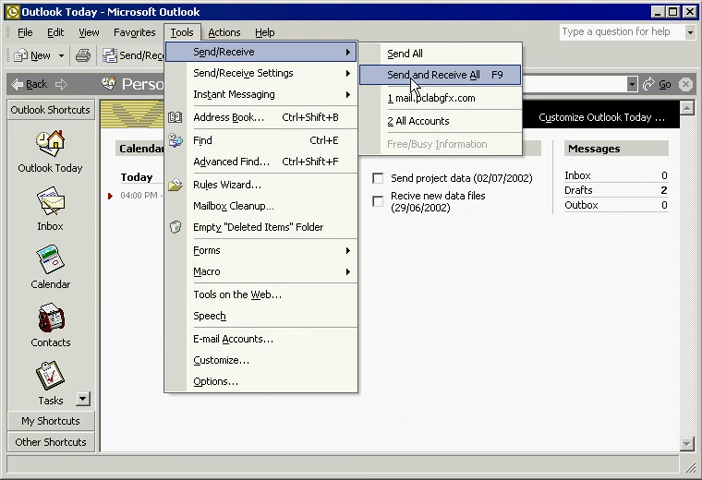 Outlook Today - Microsoft Outlook
File Edit View Favorites Tools Actions Help
Type a question for help
New Send/Rec
Back Perso Go
Send/Receive
Send/Receive Settings
Instant Messaging
Address Book... Ctrl+Shift+B
Find Ctrl+E
Advanced Find... Ctrl+Shift+F
Rules Wizard...
Mailbox Cleanup...
Empty "Deleted Items" Folder
Forms
Macro
Tools on the Web...
Speech
E-mail Accounts...
Customize...
Options...
Send All
Send and Receive All F9
1 mail.pclabgfx.com
2 All Accounts
Free/Busy Information
Outlook Shortcuts
Outlook Today
Inbox
Calendar
Contacts
Tasks
My Shortcuts
Other Shortcuts
Customize Outlook Today ...
Calenda
Today
04:00 PM -
Send project data (02/07/2002)
Recive new data files
(29/06/2002)
Messages
Inbox 0
Drafts 2
Outbox 0